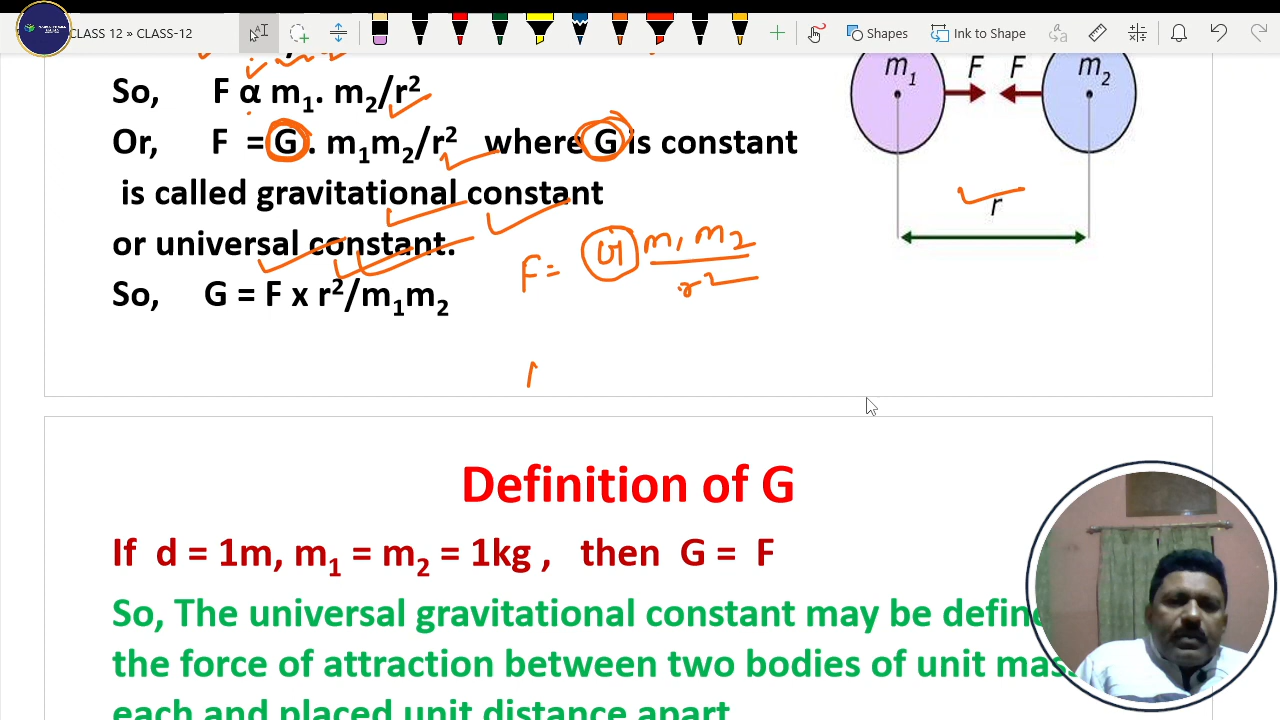 CLASS 12 » CLASS-12
Shapes
Ink to Shape
So, F α m₁. m₂/r²
Or, F = G . m₁m₂/r² where G is constant
is called gravitational constant
or universal constant.
So, G = F x r²/m₁m₂
F = G m₁ m₂
r²
m₁ F F m₂
r
Definition of G
If d = 1m, m₁ = m₂ = 1kg , then G = F
So, The universal gravitational constant may be define
the force of attraction between two bodies of unit mas
each and placed unit distance apart